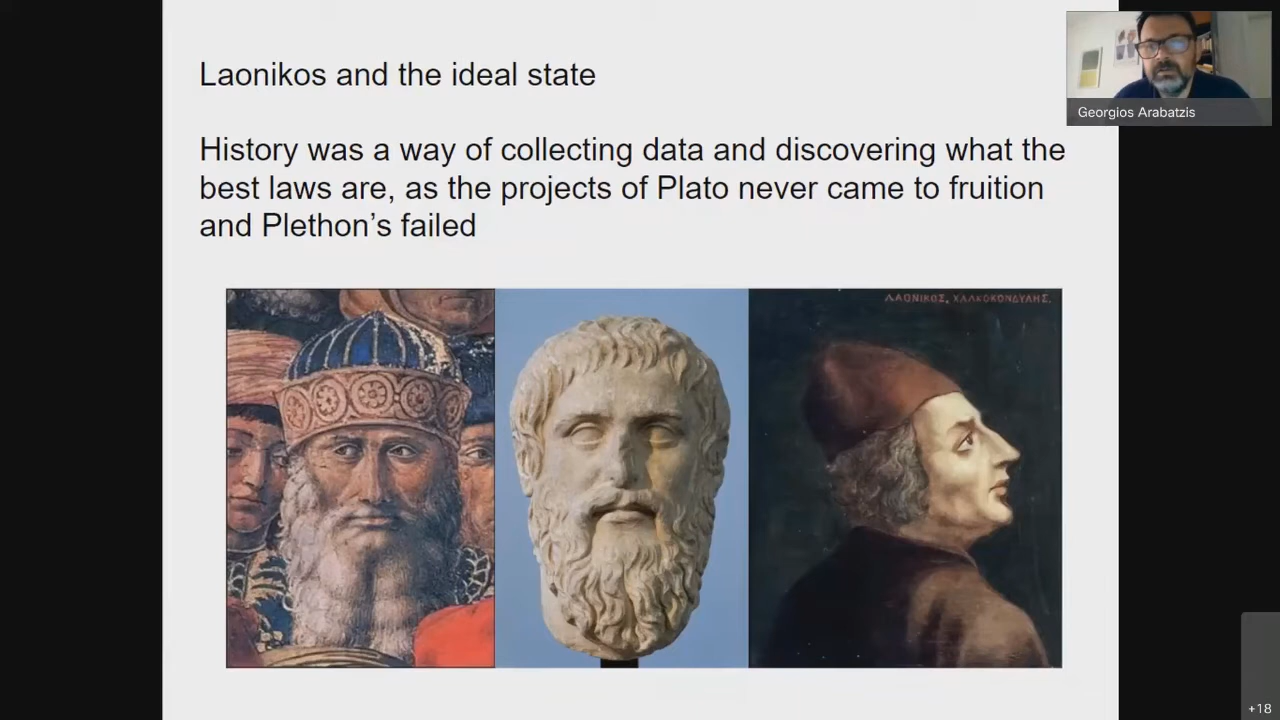 Laonikos and the ideal state
History was a way of collecting data and discovering what the
best laws are, as the projects of Plato never came to fruition
and Plethon’s failed
ΛΑΟΝΙΚΟΣ, ΧΑΛΚΟΚΟΝΔΥΛΗΣ.
Georgios Arabatzis
+18